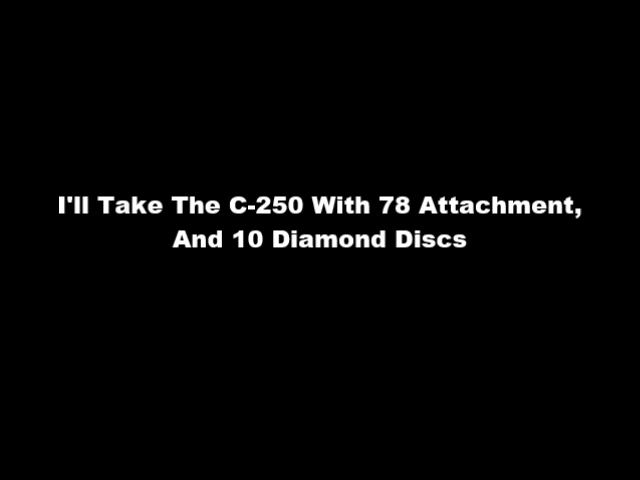 I'll Take The C-250 With 78 Attachment,
And 10 Diamond Discs